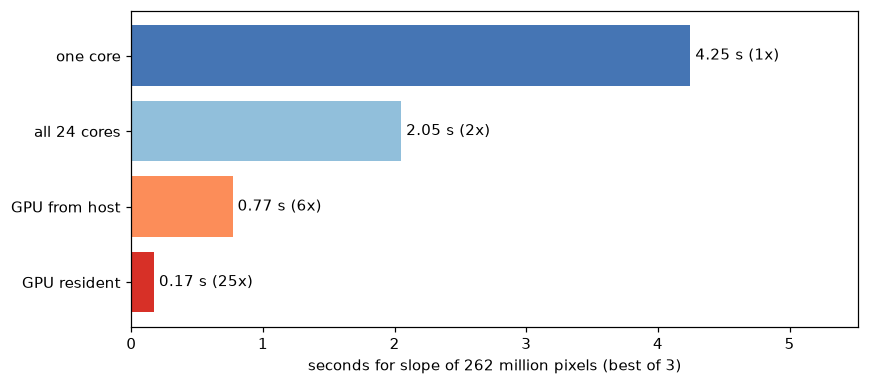 one core
4.25 s (1x)
all 24 cores
2.05 s (2x)
GPU from host
0.77 s (6x)
GPU resident
0.17 s (25x)
0 1 2 3 4 5
seconds for slope of 262 million pixels (best of 3)